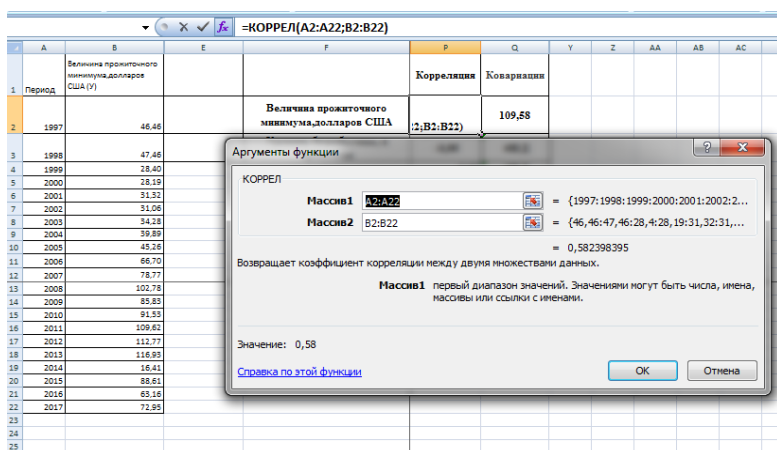 =КОРРЕЛ(A2:A22;B2:B22)
A B E F P Q Y Z AA AB AC
1 Период Величина прожиточного минимума,долларов США (У) Корреляция Ковариации
2 1997 46,46 Величина прожиточного минимума,долларов США :2;B2:B22) 109,58
3 1998 47,46
4 1999 28,40
5 2000 28,19
6 2001 31,32
7 2002 31,06
8 2003 34,28
9 2004 39,89
10 2005 45,26
11 2006 66,70
12 2007 78,77
13 2008 102,78
14 2009 85,83
15 2010 91,53
16 2011 109,62
17 2012 112,77
18 2013 116,93
19 2014 16,41
20 2015 88,61
21 2016 63,16
22 2017 72,95
23
24
25
Аргументы функции
КОРРЕЛ
Массив1 A2:A22 = {1997:1998:1999:2000:2001:2002:2...
Массив2 B2:B22 = {46,46:47,46:28,4:28,19:31,32:31,...
= 0,582398395
Возвращает коэффициент корреляции между двумя множествами данных.
Массив1 первый диапазон значений. Значениями могут быть числа, имена,
массивы или ссылки с именами.
Значение: 0,58
Справка по этой функции
ОК Отмена